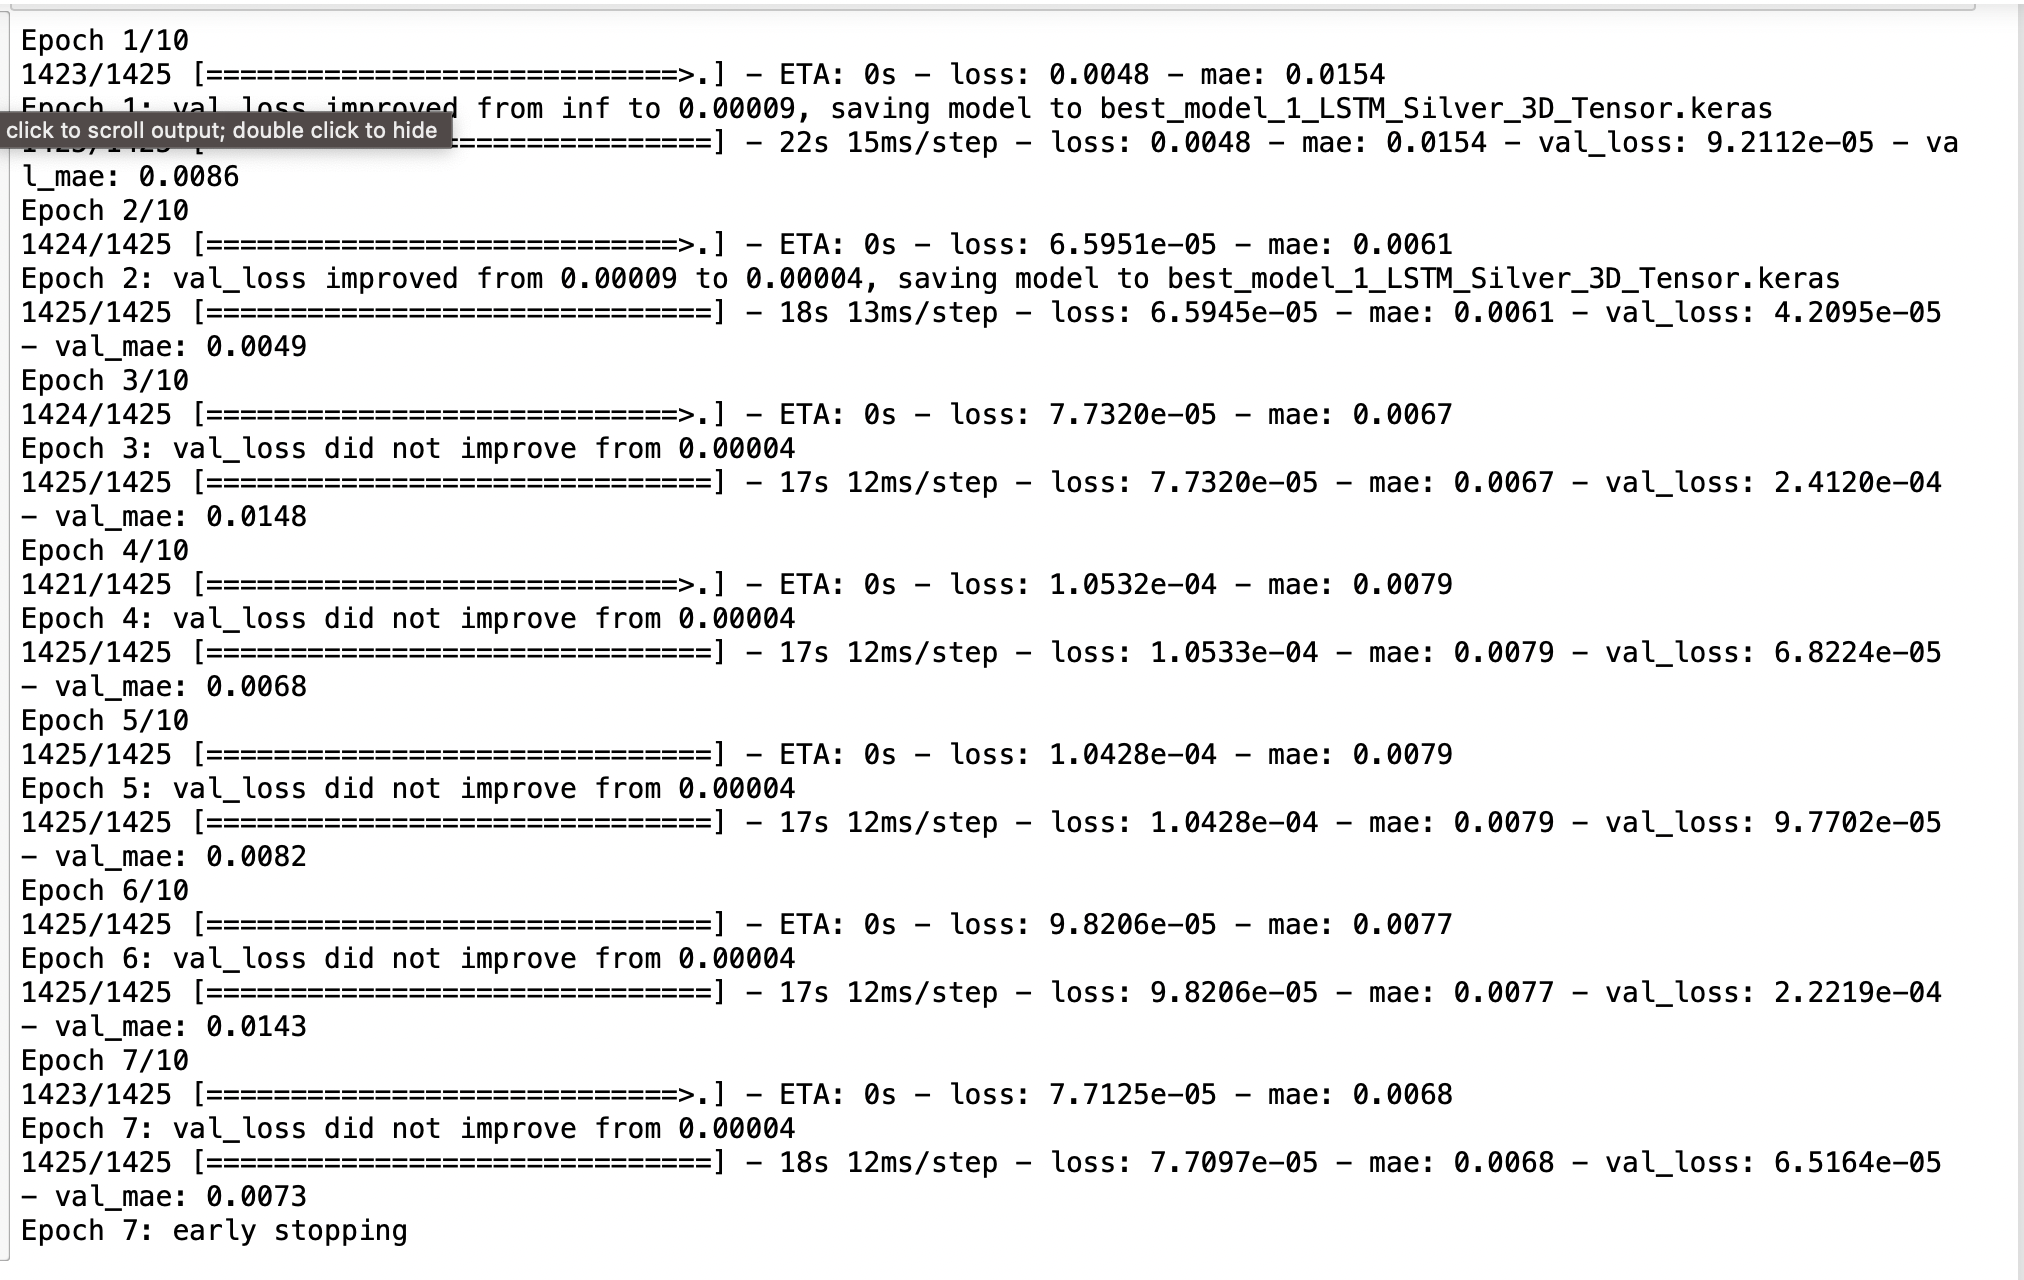 Epoch 1/10
1423/1425 [============================>.] - ETA: 0s - loss: 0.0048 - mae: 0.0154
Epoch 1: val_loss improved from inf to 0.00009, saving model to best_model_1_LSTM_Silver_3D_Tensor.keras
click to scroll output; double click to hide
==============] - 22s 15ms/step - loss: 0.0048 - mae: 0.0154 - val_loss: 9.2112e-05 - va
l_mae: 0.0086
Epoch 2/10
1424/1425 [============================>.] - ETA: 0s - loss: 6.5951e-05 - mae: 0.0061
Epoch 2: val_loss improved from 0.00009 to 0.00004, saving model to best_model_1_LSTM_Silver_3D_Tensor.keras
1425/1425 [==============================] - 18s 13ms/step - loss: 6.5945e-05 - mae: 0.0061 - val_loss: 4.2095e-05
- val_mae: 0.0049
Epoch 3/10
1424/1425 [============================>.] - ETA: 0s - loss: 7.7320e-05 - mae: 0.0067
Epoch 3: val_loss did not improve from 0.00004
1425/1425 [==============================] - 17s 12ms/step - loss: 7.7320e-05 - mae: 0.0067 - val_loss: 2.4120e-04
- val_mae: 0.0148
Epoch 4/10
1421/1425 [============================>.] - ETA: 0s - loss: 1.0532e-04 - mae: 0.0079
Epoch 4: val_loss did not improve from 0.00004
1425/1425 [==============================] - 17s 12ms/step - loss: 1.0533e-04 - mae: 0.0079 - val_loss: 6.8224e-05
- val_mae: 0.0068
Epoch 5/10
1425/1425 [==============================] - ETA: 0s - loss: 1.0428e-04 - mae: 0.0079
Epoch 5: val_loss did not improve from 0.00004
1425/1425 [==============================] - 17s 12ms/step - loss: 1.0428e-04 - mae: 0.0079 - val_loss: 9.7702e-05
- val_mae: 0.0082
Epoch 6/10
1425/1425 [==============================] - ETA: 0s - loss: 9.8206e-05 - mae: 0.0077
Epoch 6: val_loss did not improve from 0.00004
1425/1425 [==============================] - 17s 12ms/step - loss: 9.8206e-05 - mae: 0.0077 - val_loss: 2.2219e-04
- val_mae: 0.0143
Epoch 7/10
1423/1425 [============================>.] - ETA: 0s - loss: 7.7125e-05 - mae: 0.0068
Epoch 7: val_loss did not improve from 0.00004
1425/1425 [==============================] - 18s 12ms/step - loss: 7.7097e-05 - mae: 0.0068 - val_loss: 6.5164e-05
- val_mae: 0.0073
Epoch 7: early stopping